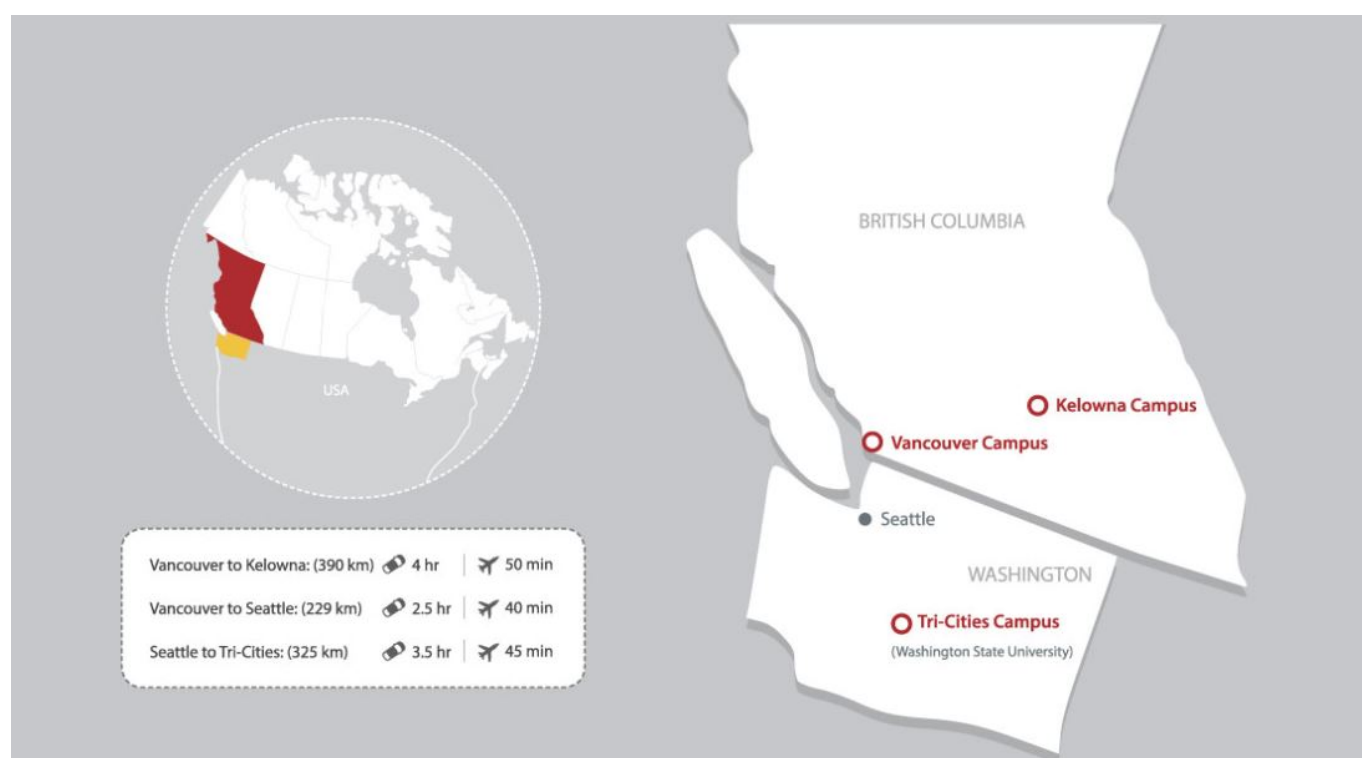 USA
Vancouver to Kelowna: (390 km) 4 hr 50 min
Vancouver to Seattle: (229 km) 2.5 hr 40 min
Seattle to Tri-Cities: (325 km) 3.5 hr 45 min
BRITISH COLUMBIA
Kelowna Campus
Vancouver Campus
Seattle
WASHINGTON
Tri-Cities Campus
(Washington State University)